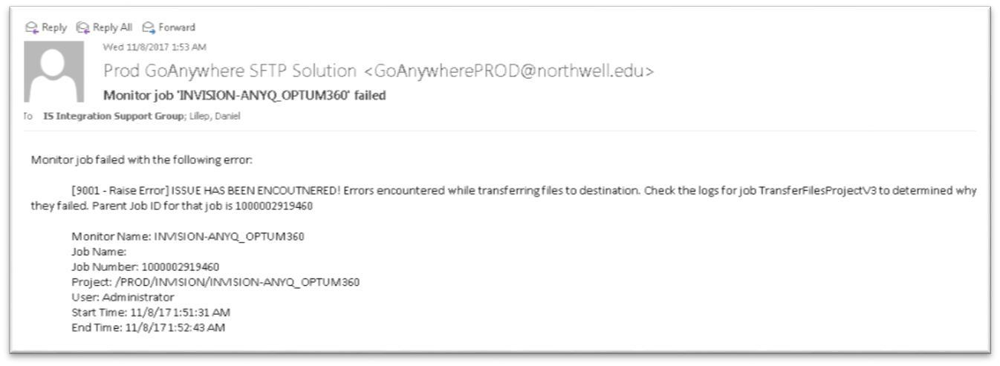 Reply Reply All Forward
Wed 11/8/2017 1:53 AM
Prod GoAnywhere SFTP Solution <GoAnywherePROD@northwell.edu>
Monitor job 'INVISION-ANYQ_OPTUM360' failed
To IS Integration Support Group; Lillep, Daniel
Monitor job failed with the following error:
[9001 - Raise Error] ISSUE HAS BEEN ENCOUTNERED! Errors encountered while transferring files to destination. Check the logs for job TransferFilesProjectV3 to determined why
they failed. Parent Job ID for that job is 1000002919460
Monitor Name: INVISION-ANYQ_OPTUM360
Job Name:
Job Number: 1000002919460
Project: /PROD/INVISION/INVISION-ANYQ_OPTUM360
User: Administrator
Start Time: 11/8/17 1:51:31 AM
End Time: 11/8/17 1:52:43 AM